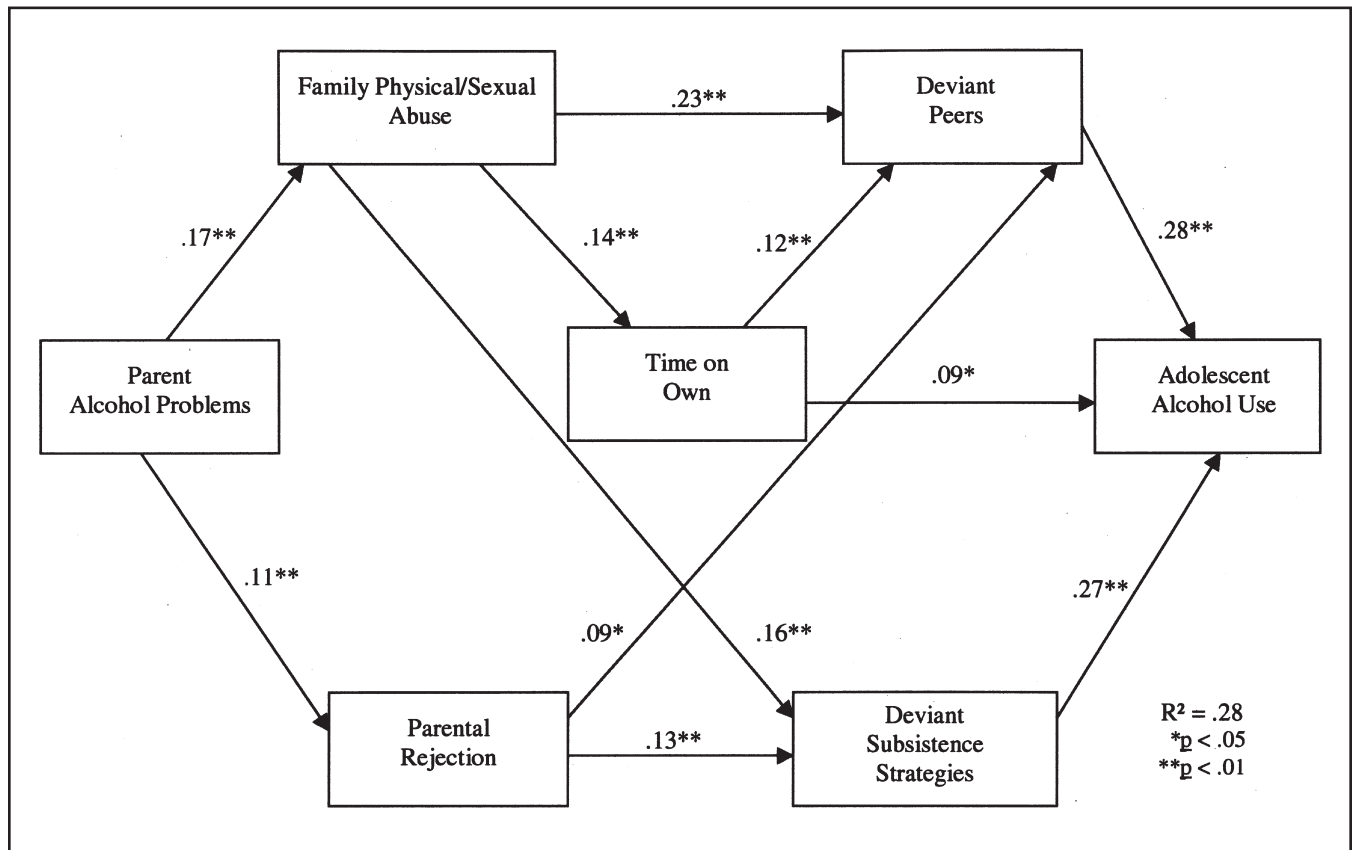 Family Physical/Sexual
Abuse
.23**
Deviant
Peers
.17**
.14**
.12**
.28**
Parent
Alcohol Problems
Time on
Own
.09*
Adolescent
Alcohol Use
.11**
.09*
.16**
.27**
Parental
Rejection
.13**
Deviant
Subsistence
Strategies
R² = .28
*p < .05
**p < .01